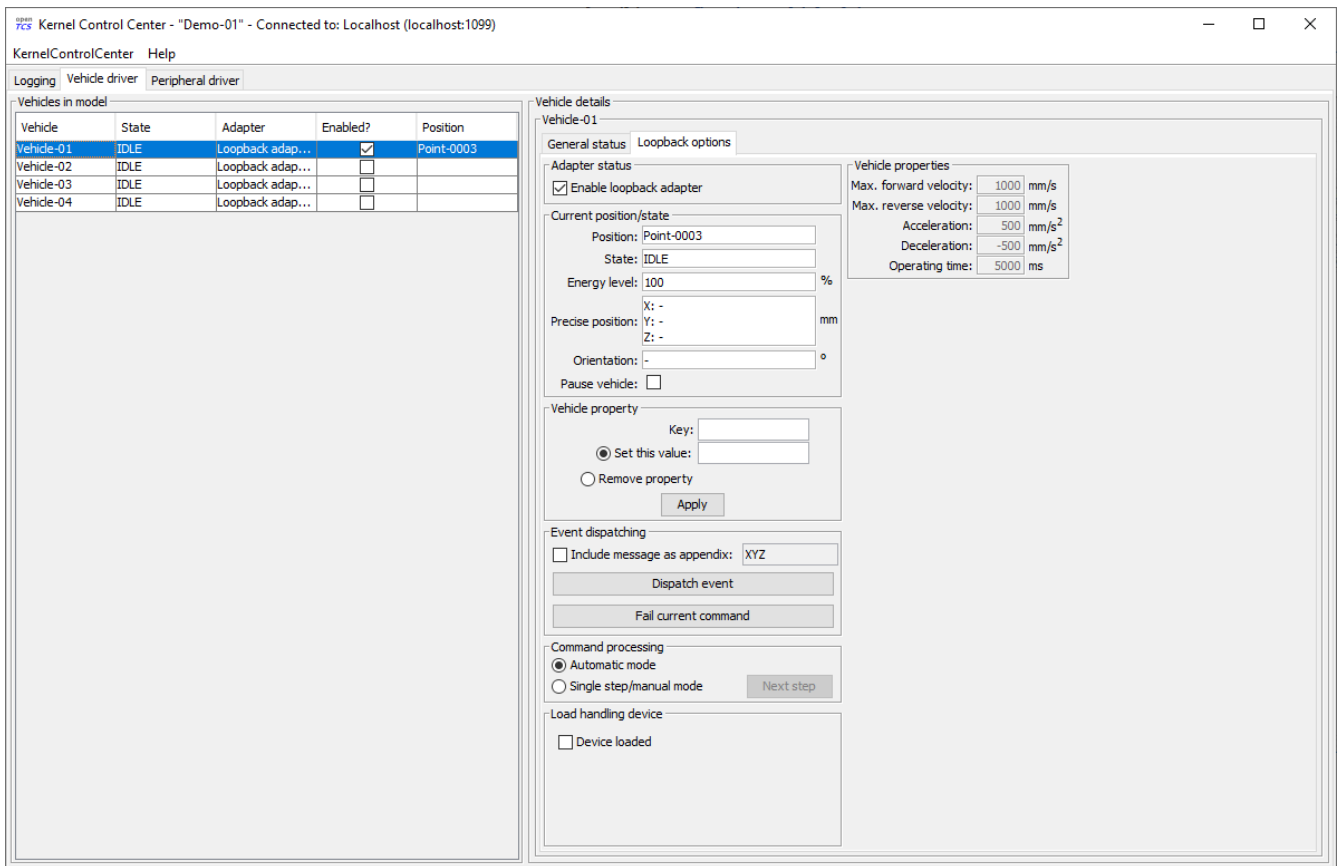 open TCS Kernel Control Center - "Demo-01" - Connected to: Localhost (localhost:1099)
KernelControlCenter Help
Logging Vehicle driver Peripheral driver
Vehicles in model
Vehicle State Adapter Enabled? Position
Vehicle-01 IDLE Loopback adap... Point-0003
Vehicle-02 IDLE Loopback adap...
Vehicle-03 IDLE Loopback adap...
Vehicle-04 IDLE Loopback adap...
Vehicle details
Vehicle-01
General status Loopback options
Adapter status
Enable loopback adapter
Current position/state
Position: Point-0003
State: IDLE
Energy level: 100 %
Precise position: X: -
Y: - mm
Z: -
Orientation: - º
Pause vehicle:
Vehicle property
Key:
Set this value:
Remove property
Apply
Event dispatching
Include message as appendix: XYZ
Dispatch event
Fail current command
Command processing
Automatic mode
Single step/manual mode Next step
Load handling device
Device loaded
Vehicle properties
Max. forward velocity: 1000 mm/s
Max. reverse velocity: 1000 mm/s
Acceleration: 500 mm/s²
Deceleration: -500 mm/s²
Operating time: 5000 ms